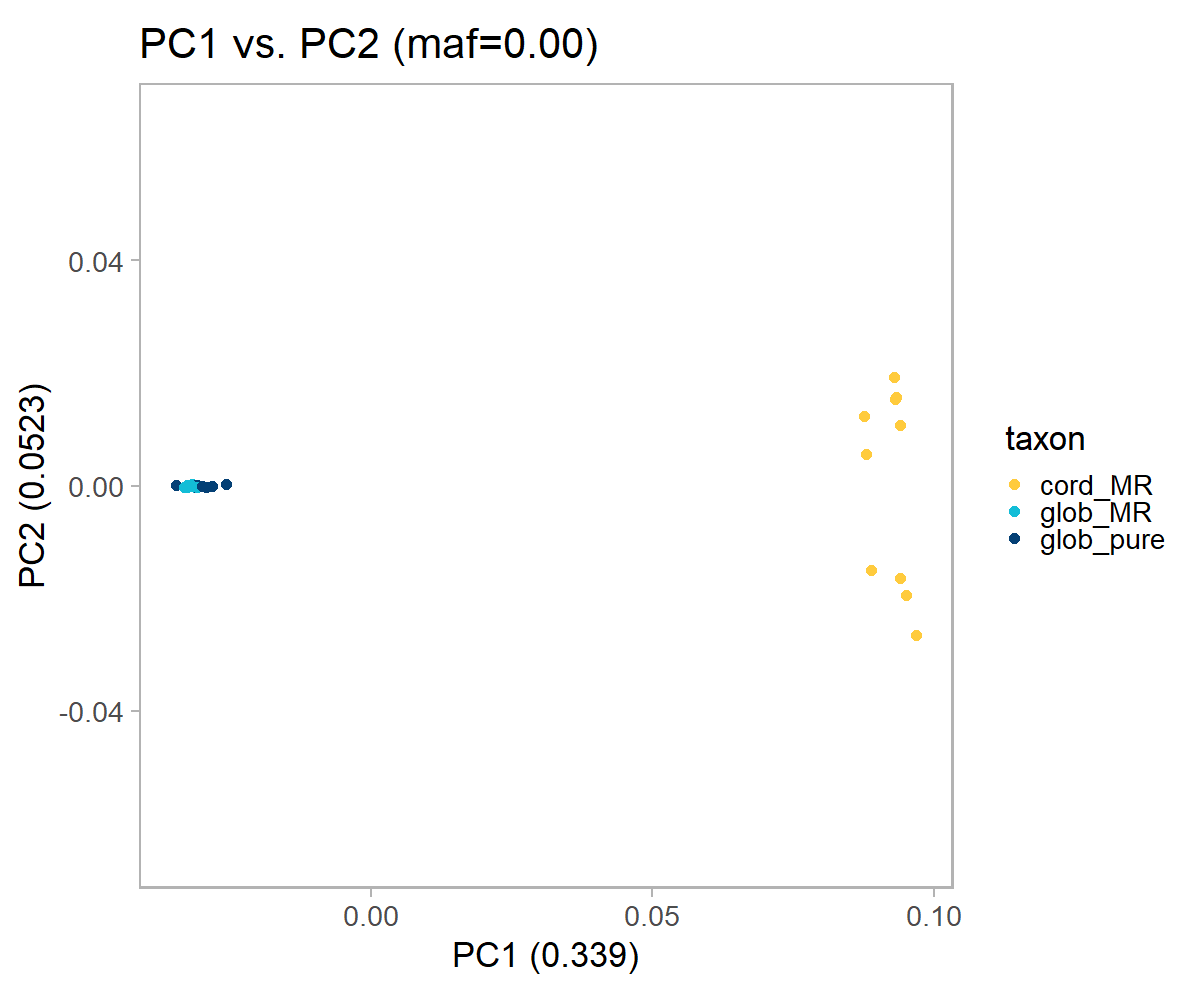 PC1 vs. PC2 (maf=0.00)
0.04
0.00
-0.04
PC2 (0.0523)
0.00
0.05
0.10
PC1 (0.339)
taxon
cord_MR
glob_MR
glob_pure